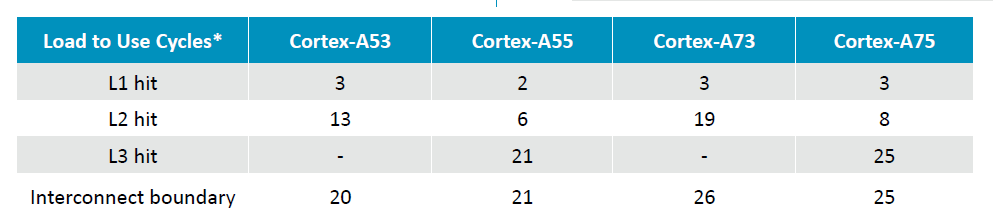 Load to Use Cycles* Cortex-A53 Cortex-A55 Cortex-A73 Cortex-A75
L1 hit 3 2 3 3
L2 hit 13 6 19 8
L3 hit - 21 - 25
Interconnect boundary 20 21 26 25